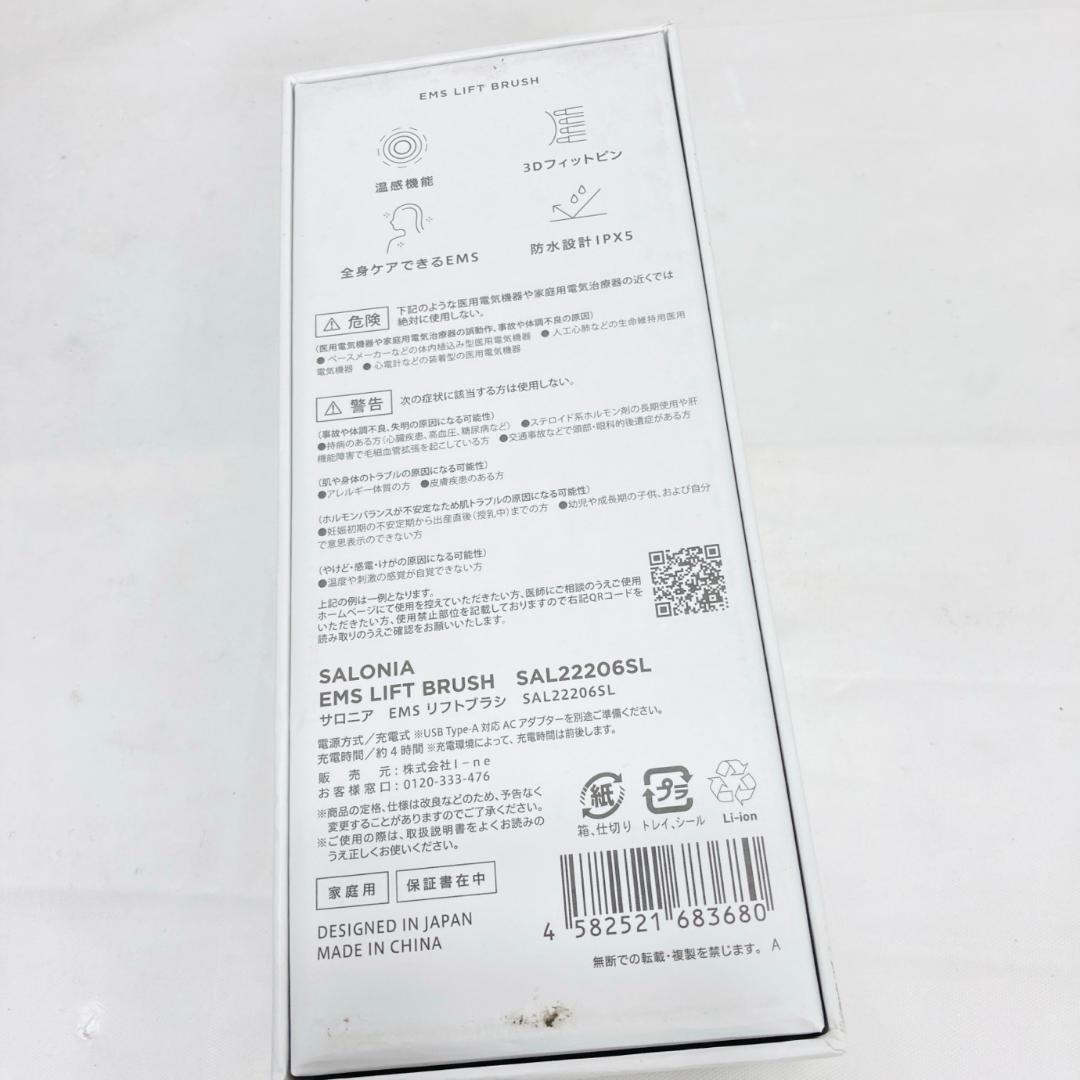 EMS LIFT BRUSH
温感機能
3Dフィットピン
全身ケアできるEMS
防水設計IPX5
危険
下記のような医用電気機器や家庭用電気治療器の近くでは
絶対に使用しない。
(医用電気機器や家庭用電気治療器の誤動作、事故や体調不良の原因)
●ペースメーカーなどの体内植込み型医用電気機器 ●人工心肺などの生命維持用医用
電気機器 ●心電計などの装着型の医用電気機器
警告
次の症状に該当する方は使用しない。
(事故や体調不良、失明の原因になる可能性)
●持病のある方(心臓疾患、高血圧、糖尿病など) ●ステロイド系ホルモン剤の長期使用や肝
機能障害で毛細血管拡張を起こしている方 ●交通事故などで頭部・眼科的後遺症がある方
(肌や身体のトラブルの原因になる可能性)
●アレルギー体質の方 ●皮膚疾患のある方
(ホルモンバランスが不安定なため肌トラブルの原因になる可能性)
●妊娠初期の不安定期から出産直後(授乳中)までの方 ●幼児や成長期の子供、および自分
で意思表示のできない方
(やけど・感電・けがの原因になる可能性)
●温度や刺激の感覚が自覚できない方
上記の例は一例となります。
ホームページにて使用を控えていただきたい方、医師にご相談のうえご使用
いただきたい方、使用禁止部位を記載しておりますので右記QRコードを
読み取りのうえご確認をお願いいたします。
SALONIA
EMS LIFT BRUSH SAL22206SL
サロニア EMS リフトブラシ SAL22206SL
電源方式/充電式 ※USB Type-A 対応 AC アダプターを別途ご準備ください。
充電時間/約4時間 ※充電環境によって、充電時間は前後します。
販売元:株式会社I-ne
お客様窓口:0120-333-476
※商品の定格、仕様は改良などのため、予告なく
変更することがありますのでご了承ください。
※ご使用の際は、取扱説明書をよくお読みの
うえ正しくお使いください。
紙
プラ
箱、仕切り トレイ、シール Li-ion
家庭用
保証書在中
DESIGNED IN JAPAN
MADE IN CHINA
4 582521 683680
無断での転載・複製を禁じます。 A